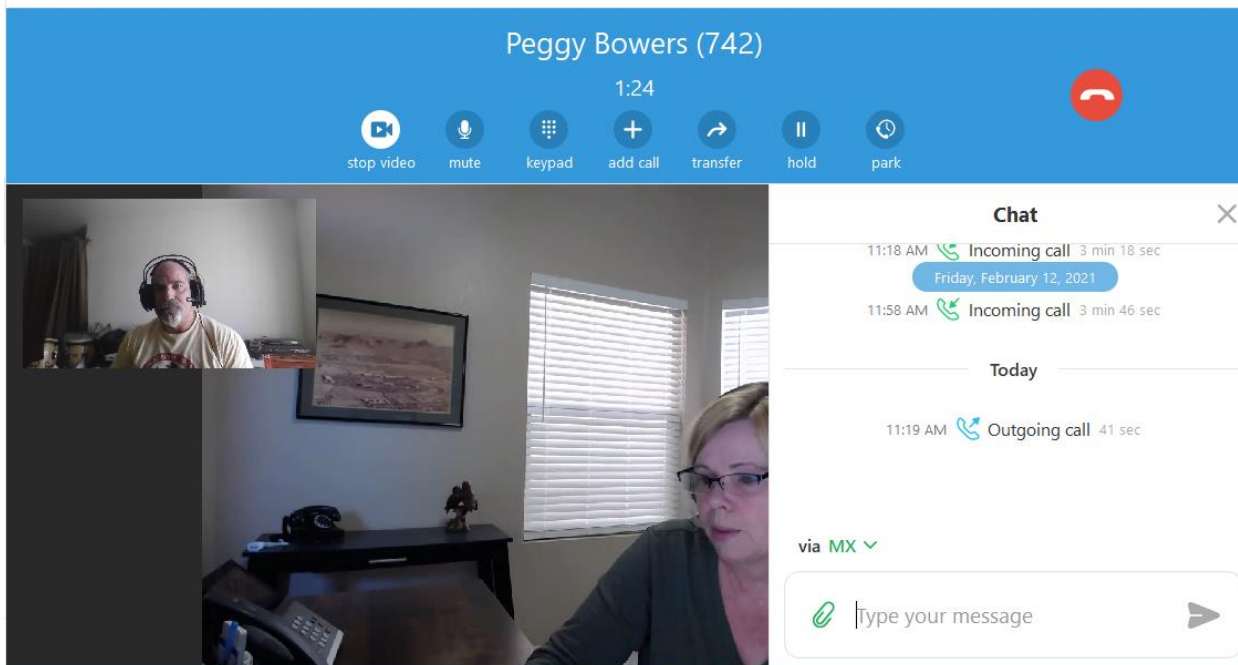 Peggy Bowers (742)
1:24
stop video mute keypad add call transfer hold park
Chat
11:18 AM Incoming call 3 min 18 sec
Friday, February 12, 2021
11:58 AM Incoming call 3 min 46 sec
Today
11:19 AM Outgoing call 41 sec
via MX
Type your message